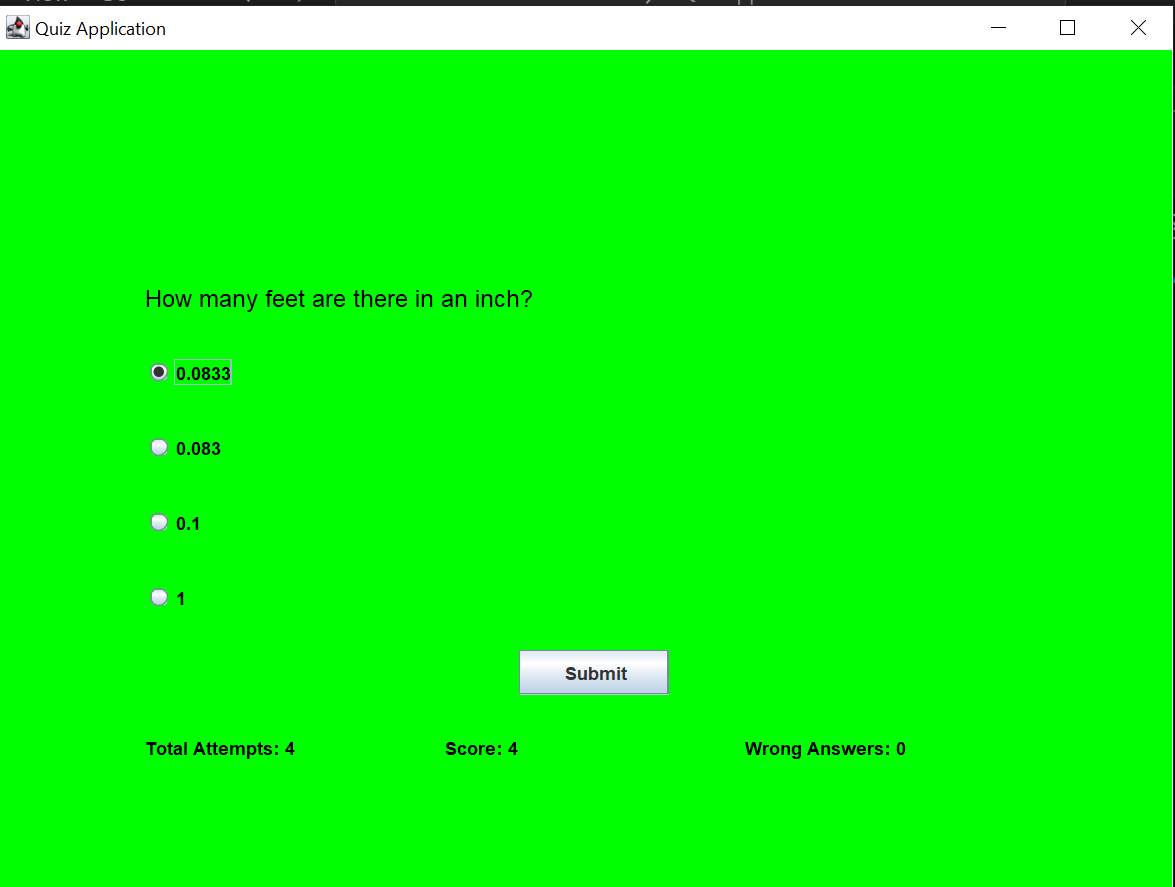 Quiz Application
How many feet are there in an inch?
0.0833
0.083
0.1
1
Submit
Total Attempts: 4 Score: 4 Wrong Answers: 0